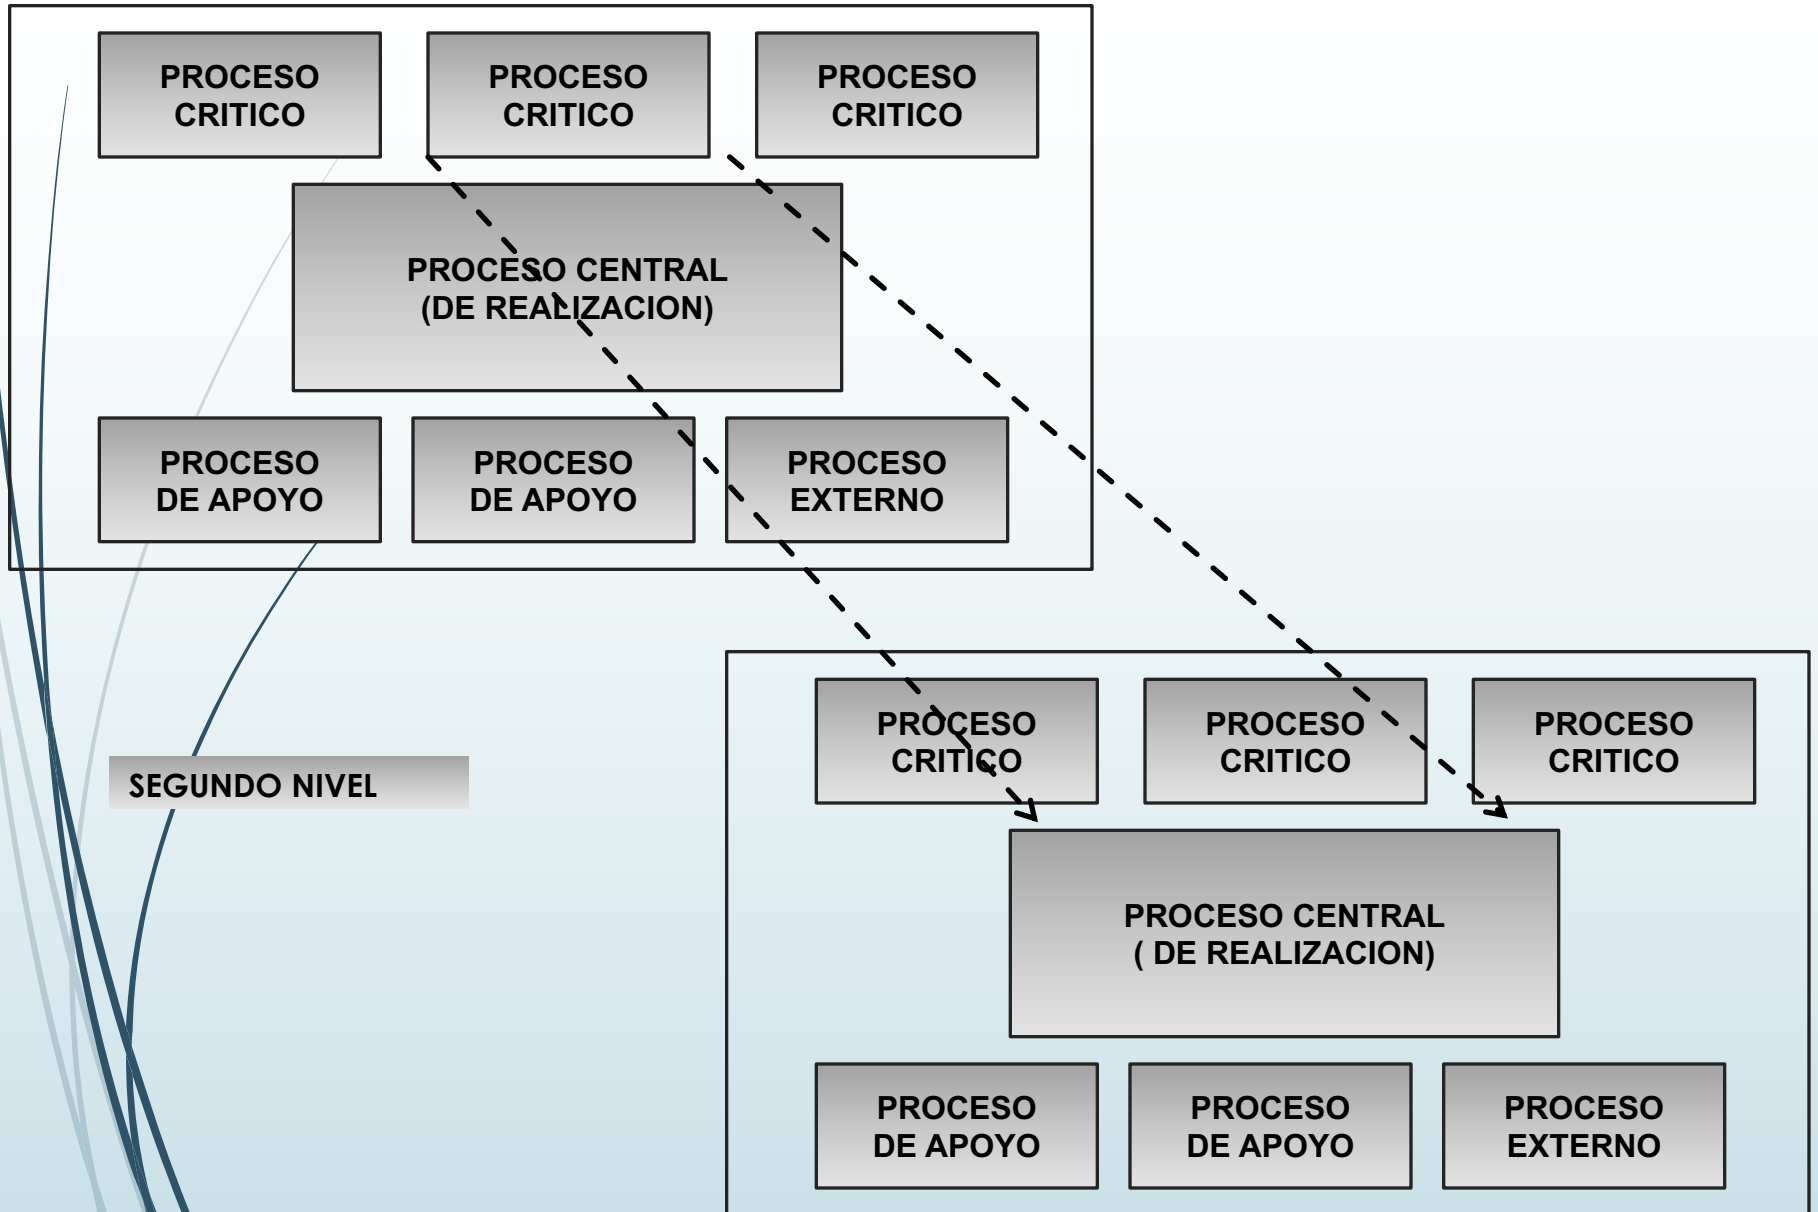 PROCESO
CRITICO
PROCESO
CRITICO
PROCESO
CRITICO
PROCESO CENTRAL
(DE REALIZACION)
PROCESO
DE APOYO
PROCESO
DE APOYO
PROCESO
EXTERNO
SEGUNDO NIVEL
PROCESO
CRITICO
PROCESO
CRITICO
PROCESO
CRITICO
PROCESO CENTRAL
( DE REALIZACION)
PROCESO
DE APOYO
PROCESO
DE APOYO
PROCESO
EXTERNO